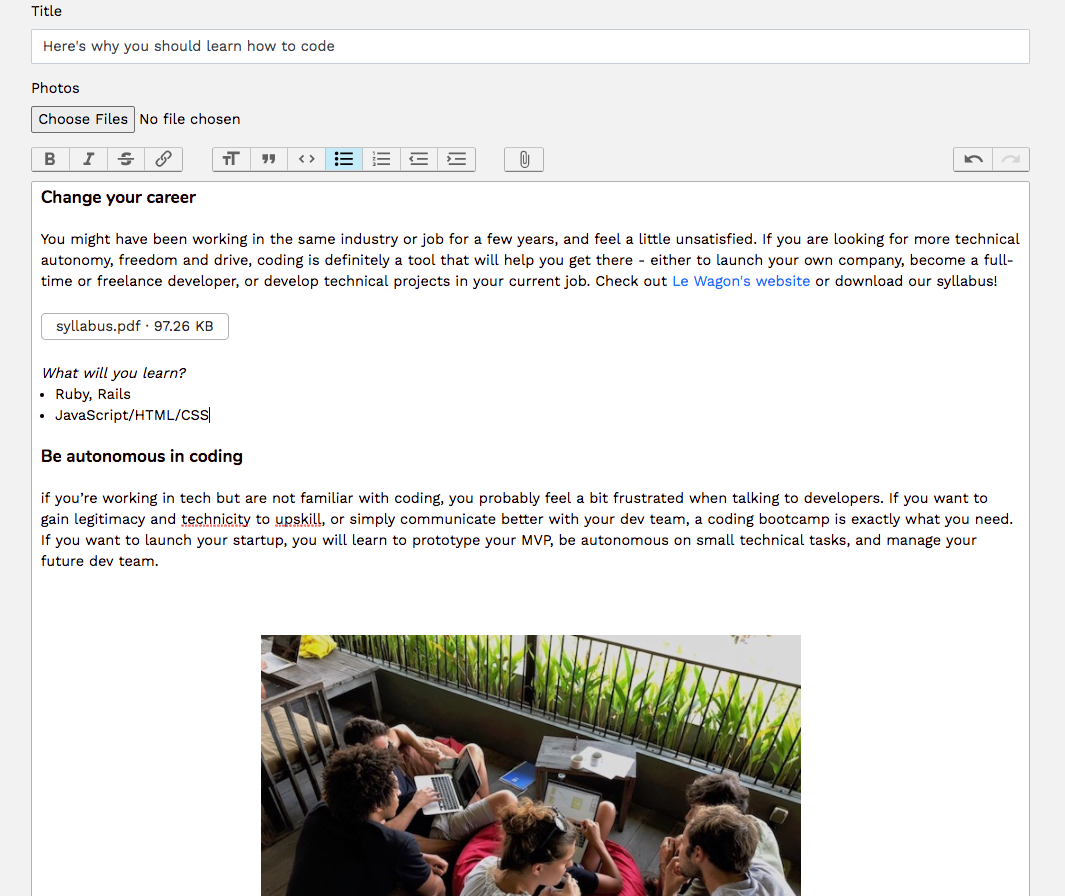 Title
Here's why you should learn how to code
Photos
Choose Files No file chosen
B I S T <>
Change your career
You might have been working in the same industry or job for a few years, and feel a little unsatisfied. If you are looking for more technical
autonomy, freedom and drive, coding is definitely a tool that will help you get there - either to launch your own company, become a full-
time or freelance developer, or develop technical projects in your current job. Check out Le Wagon's website or download our syllabus!
syllabus.pdf · 97.26 KB
What will you learn?
• Ruby, Rails
• JavaScript/HTML/CSS
Be autonomous in coding
if you’re working in tech but are not familiar with coding, you probably feel a bit frustrated when talking to developers. If you want to
gain legitimacy and technicity to upskill, or simply communicate better with your dev team, a coding bootcamp is exactly what you need.
If you want to launch your startup, you will learn to prototype your MVP, be autonomous on small technical tasks, and manage your
future dev team.